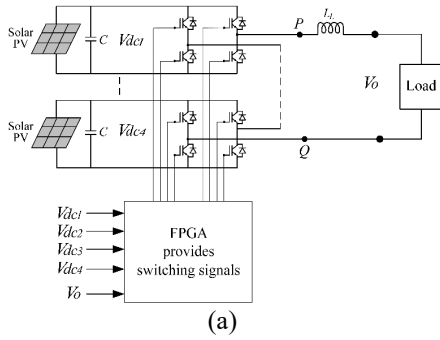 Solar
PV
C
Vdc1
P
LL
Vo
Load
Solar
PV
C
Vdc4
Q
Vdc1
Vdc2
Vdc3
Vdc4
Vo
FPGA
provides
switching signals
(a)